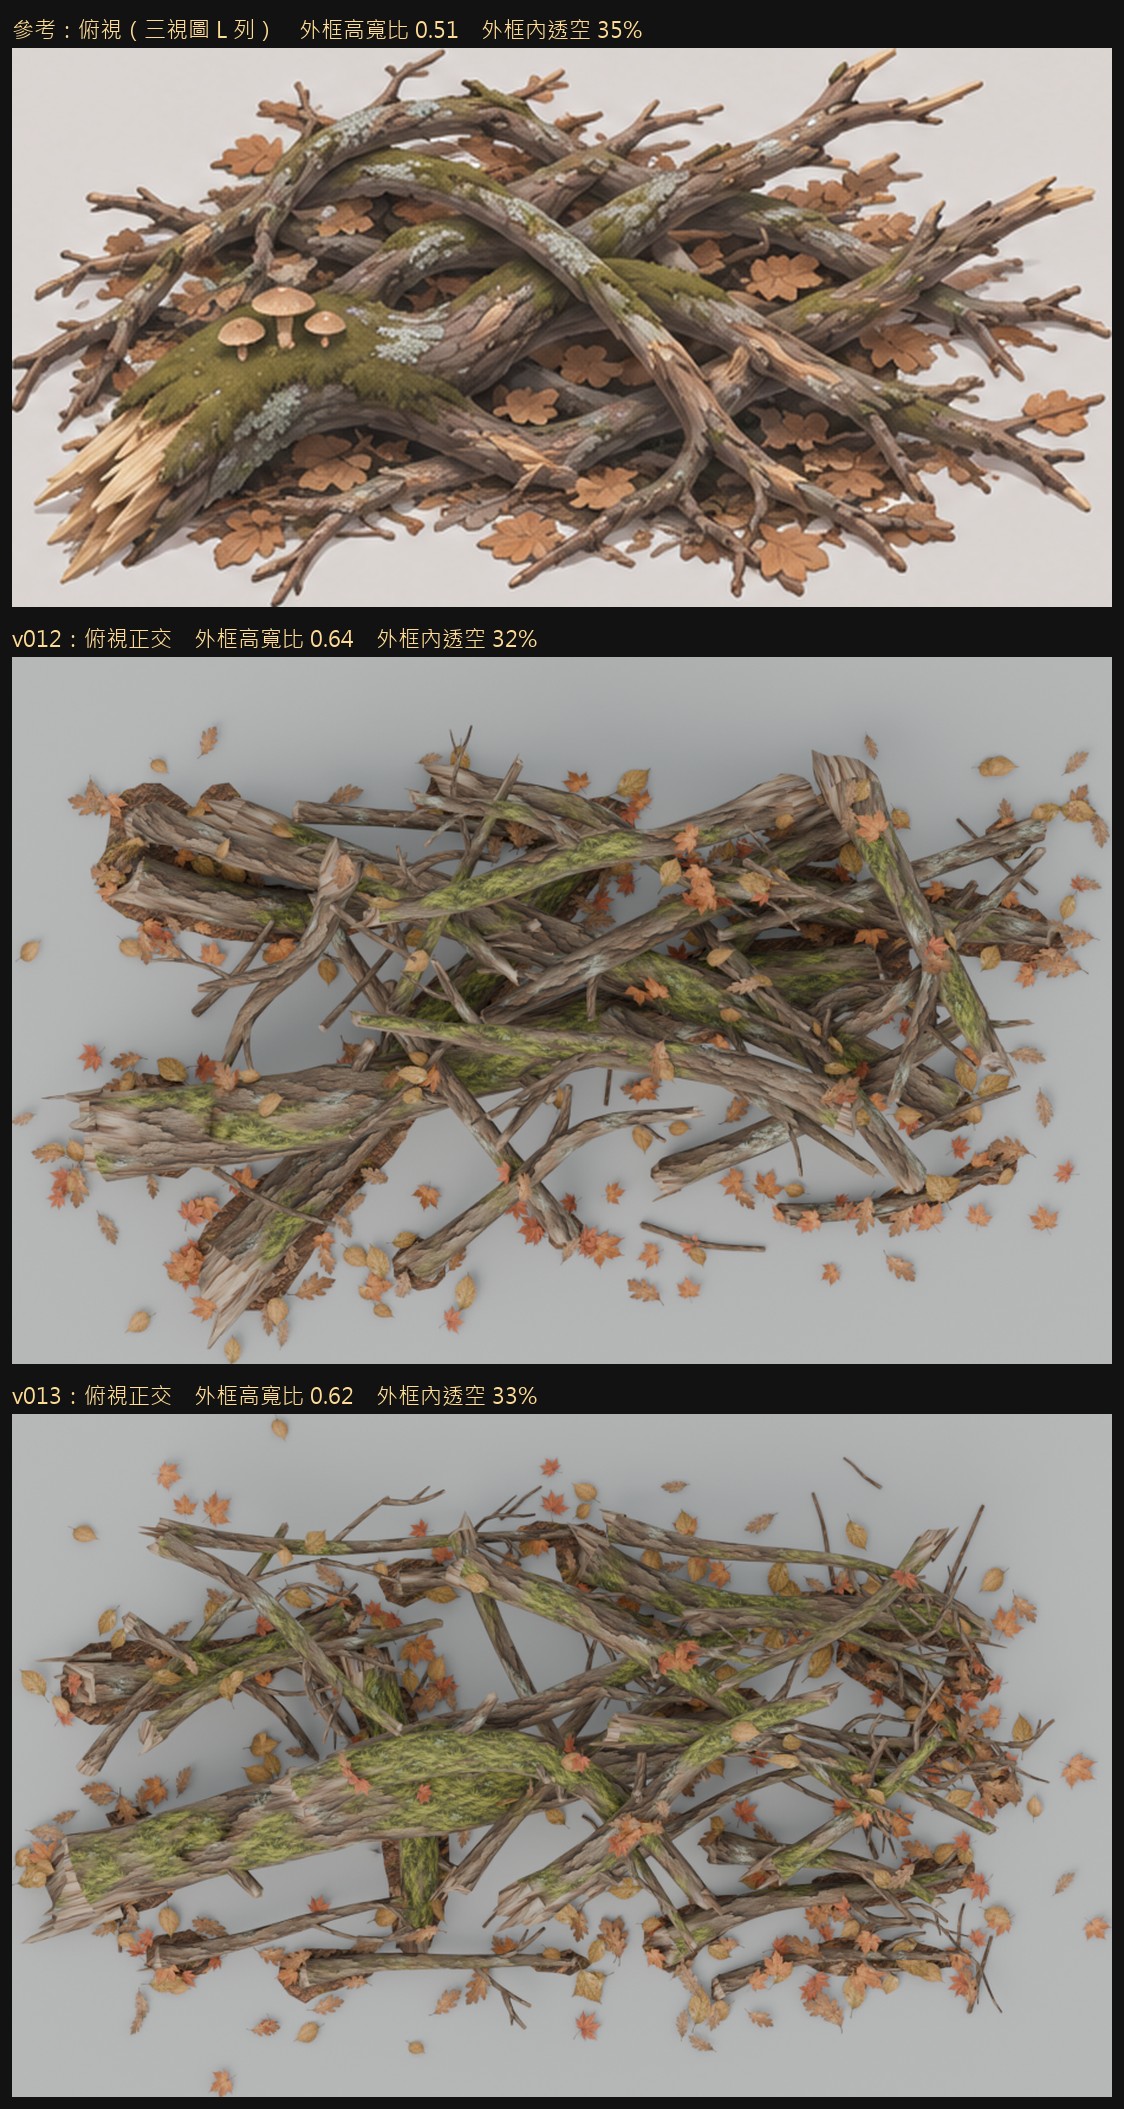 參考：俯視（三視圖 L 列）　外框高寬比 0.51　外框內透空 35%
v012：俯視正交　外框高寬比 0.64　外框內透空 32%
v013：俯視正交　外框高寬比 0.62　外框內透空 33%